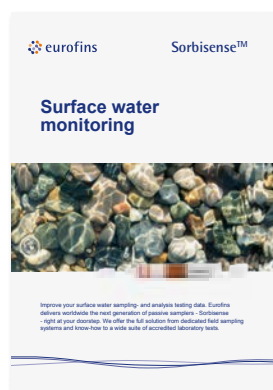 eurofins
Sorbisense™
Surface water
monitoring
Improve your surface water sampling- and analysis testing data. Eurofins
delivers worldwide the next generation of passive samplers - Sorbisense
- right at your doorstep. We offer the full solution from dedicated field sampling
systems and know-how to a wide suite of accredited laboratory tests.